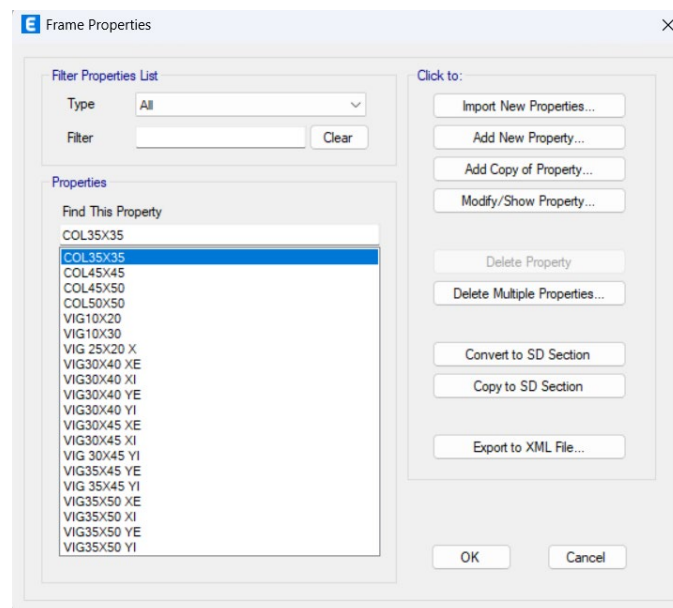 E Frame Properties
Filter Properties List
Type All
Filter Clear
Properties
Find This Property
COL35X35
COL35X35
COL45X45
COL45X50
COL50X50
VIG10X20
VIG10X30
VIG 25X20 X
VIG30X40 XE
VIG30X40 XI
VIG30X40 YE
VIG30X40 YI
VIG30X45 XE
VIG30X45 XI
VIG 30X45 YI
VIG35X45 YE
VIG 35X45 YI
VIG35X50 XE
VIG35X50 XI
VIG35X50 YE
VIG35X50 YI
Click to:
Import New Properties...
Add New Property...
Add Copy of Property...
Modify/Show Property...
Delete Property
Delete Multiple Properties...
Convert to SD Section
Copy to SD Section
Export to XML File...
OK Cancel